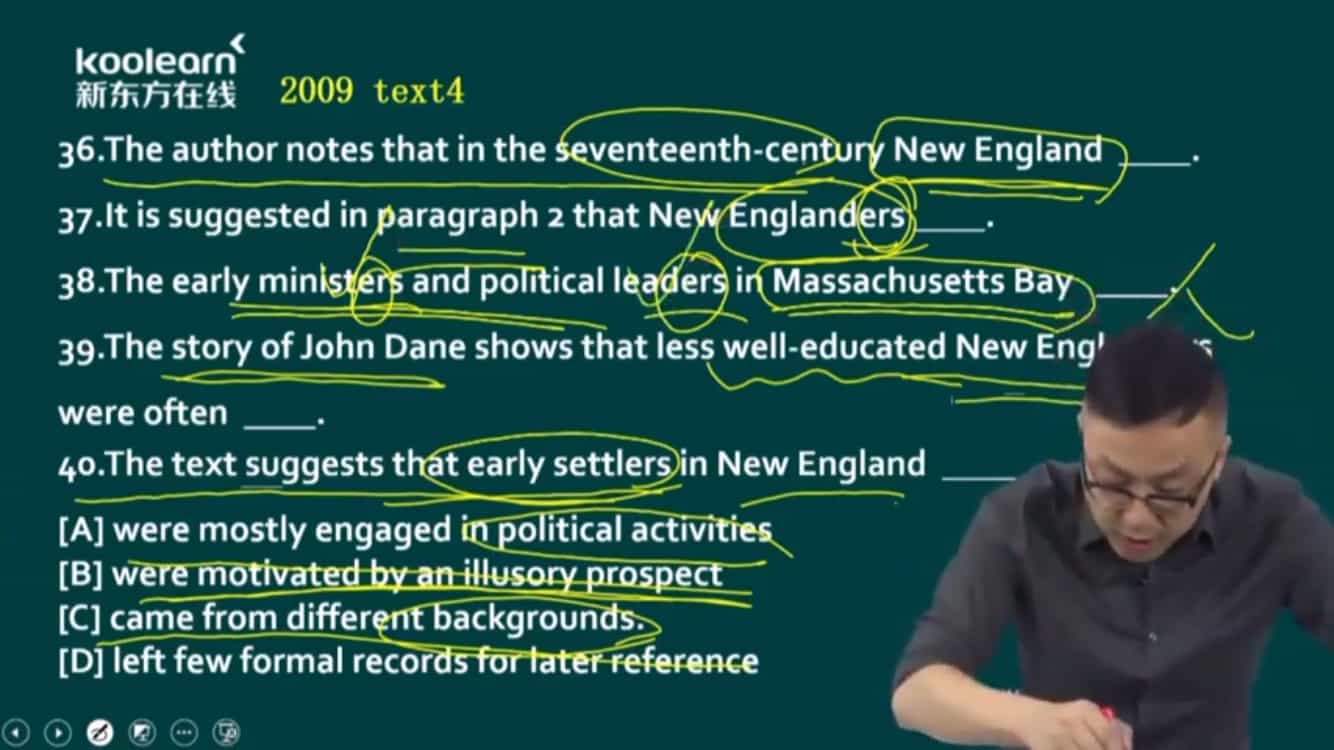 koolearn
新东方在线
2009 text4
36.The author notes that in the seventeenth-century New England ____.
37.It is suggested in paragraph 2 that New Englanders ____.
38.The early ministers and political leaders in Massachusetts Bay ____.
39.The story of John Dane shows that less well-educated New
were often ____.
40.The text suggests that early settlers in New England ____
[A] were mostly engaged in political activities
[B] were motivated by an illusory prospect
[C] came from different backgrounds.
[D] left few formal records for later reference